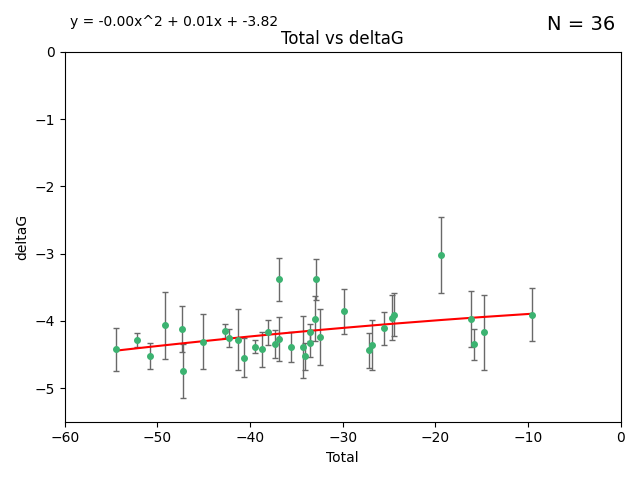 y = -0.00x^2 + 0.01x + -3.82
N = 36
Total vs deltaG
0
−1
−2
−3
−4
−5
deltaG
−60 −50 −40 −30 −20 −10 0
Total